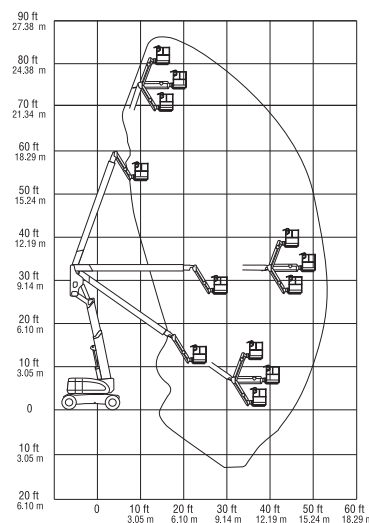 90 ft
27.38 m
80 ft
24.38 m
70 ft
21.34 m
60 ft
18.29 m
50 ft
15.24 m
40 ft
12.19 m
30 ft
9.14 m
20 ft
6.10 m
10 ft
3.05 m
0
10 ft
3.05 m
20 ft
6.10 m
0 10 ft 20 ft 30 ft 40 ft 50 ft 60 ft
3.05 m 6.10 m 9.14 m 12.19 m 15.24 m 18.29 m